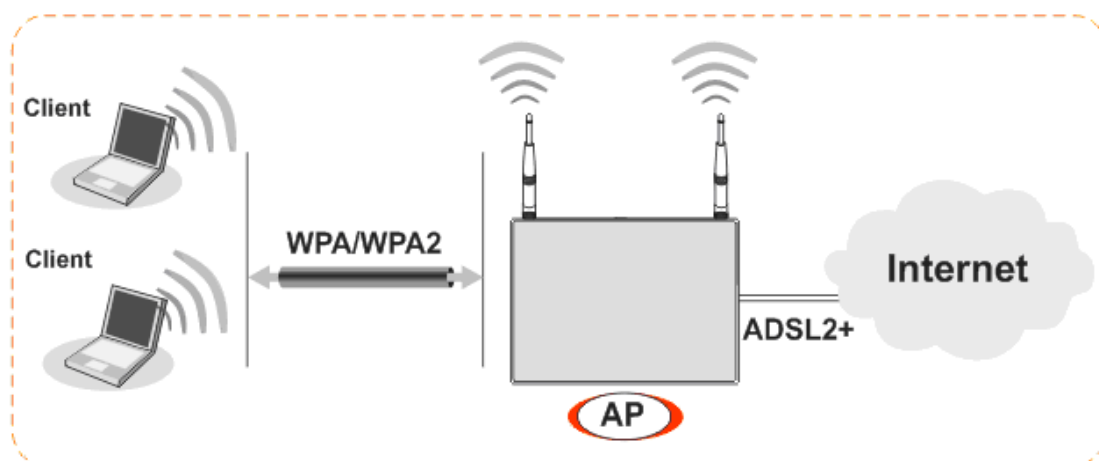 Client
Client
WPA/WPA2
Internet
ADSL2+
AP